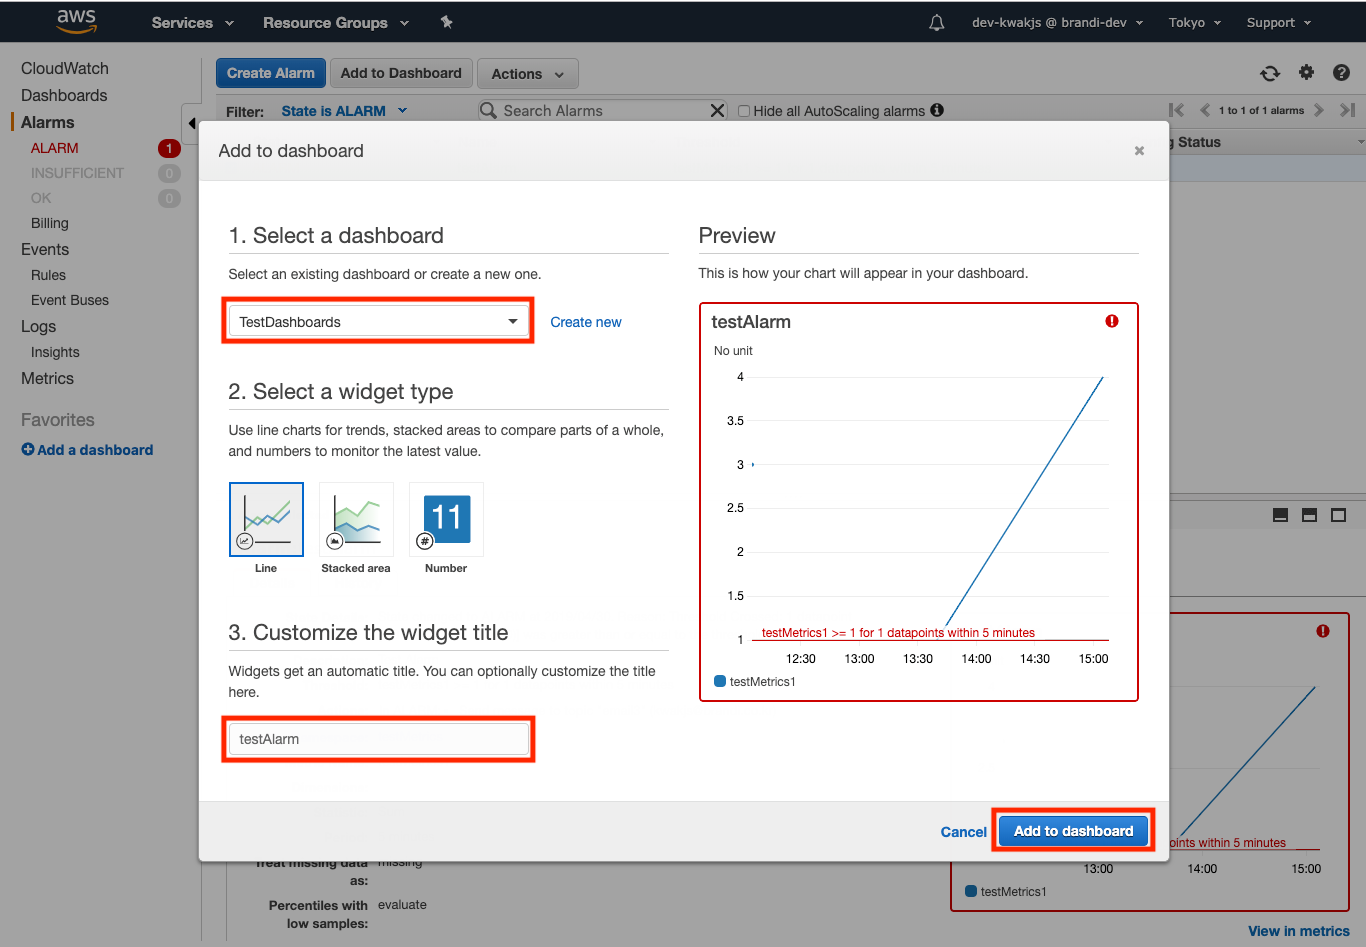 aws Services Resource Groups dev-kwakjs @ brandi-dev Tokyo Support
CloudWatch
Dashboards
Alarms
ALARM 1
INSUFFICIENT 0
OK 0
Billing
Events
Rules
Event Buses
Logs
Insights
Metrics
Favorites
Add a dashboard
Create Alarm Add to Dashboard Actions
Filter: State is ALARM Search Alarms Hide all AutoScaling alarms 1 to 1 of 1 alarms
Status
Add to dashboard
1. Select a dashboard
Select an existing dashboard or create a new one.
TestDashboards Create new
2. Select a widget type
Use line charts for trends, stacked areas to compare parts of a whole,
and numbers to monitor the latest value.
11
#
Line Stacked area Number
3. Customize the widget title
Widgets get an automatic title. You can optionally customize the title
here.
testAlarm
Preview
This is how your chart will appear in your dashboard.
testAlarm
No unit
4
3.5
3
2.5
2
1.5
1
testMetrics1 >= 1 for 1 datapoints within 5 minutes
12:30 13:00 13:30 14:00 14:30 15:00
testMetrics1
Cancel Add to dashboard
Treat missing data missing
as:
Percentiles with evaluate
low samples:
oints within 5 minutes
13:00 14:00 15:00
testMetrics1
View in metrics